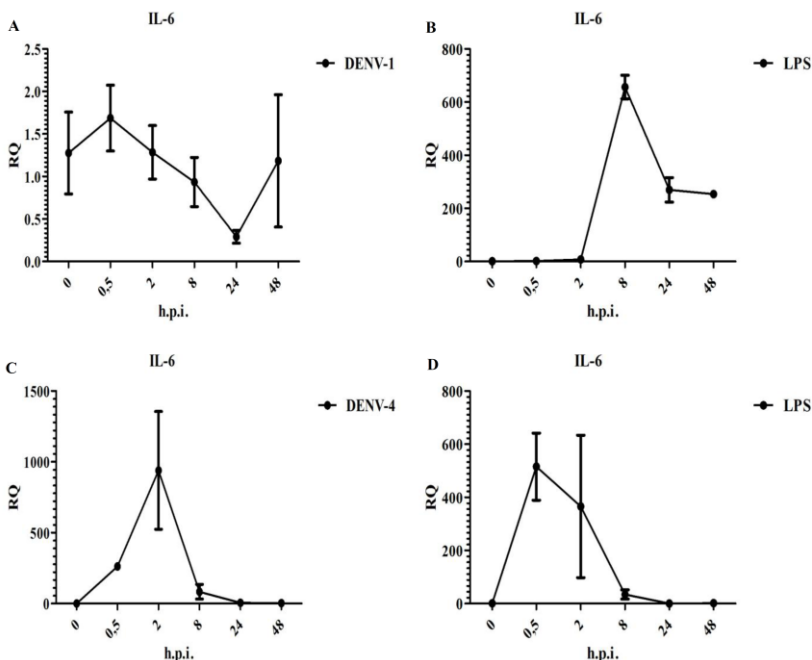 A
IL-6
DENV-1
RQ
2.5
2.0
1.5
1.0
0.5
0.0
0 0,5 2 8 24 48
h.p.i.
B
IL-6
LPS
RQ
800
600
400
200
0
0 0,5 2 8 24 48
h.p.i.
C
IL-6
DENV-4
RQ
1500
1000
500
0
0 0,5 2 8 24 48
h.p.i.
D
IL-6
LPS
RQ
800
600
400
200
0
0 0,5 2 8 24 48
h.p.i.